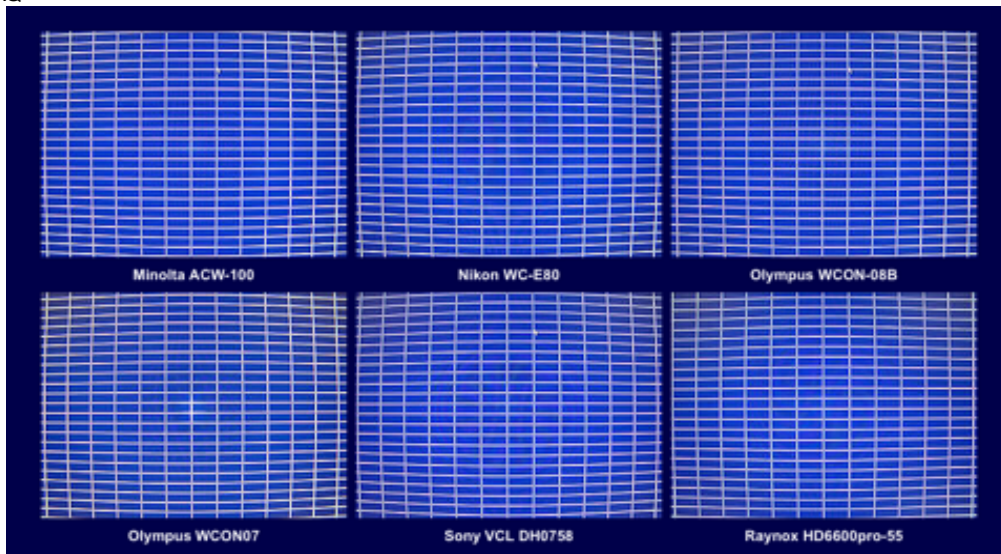 Minolta ACW-100
Nikon WC-E80
Olympus WCON-08B
Olympus WCON07
Sony VCL DH0758
Raynox HD6600pro-55